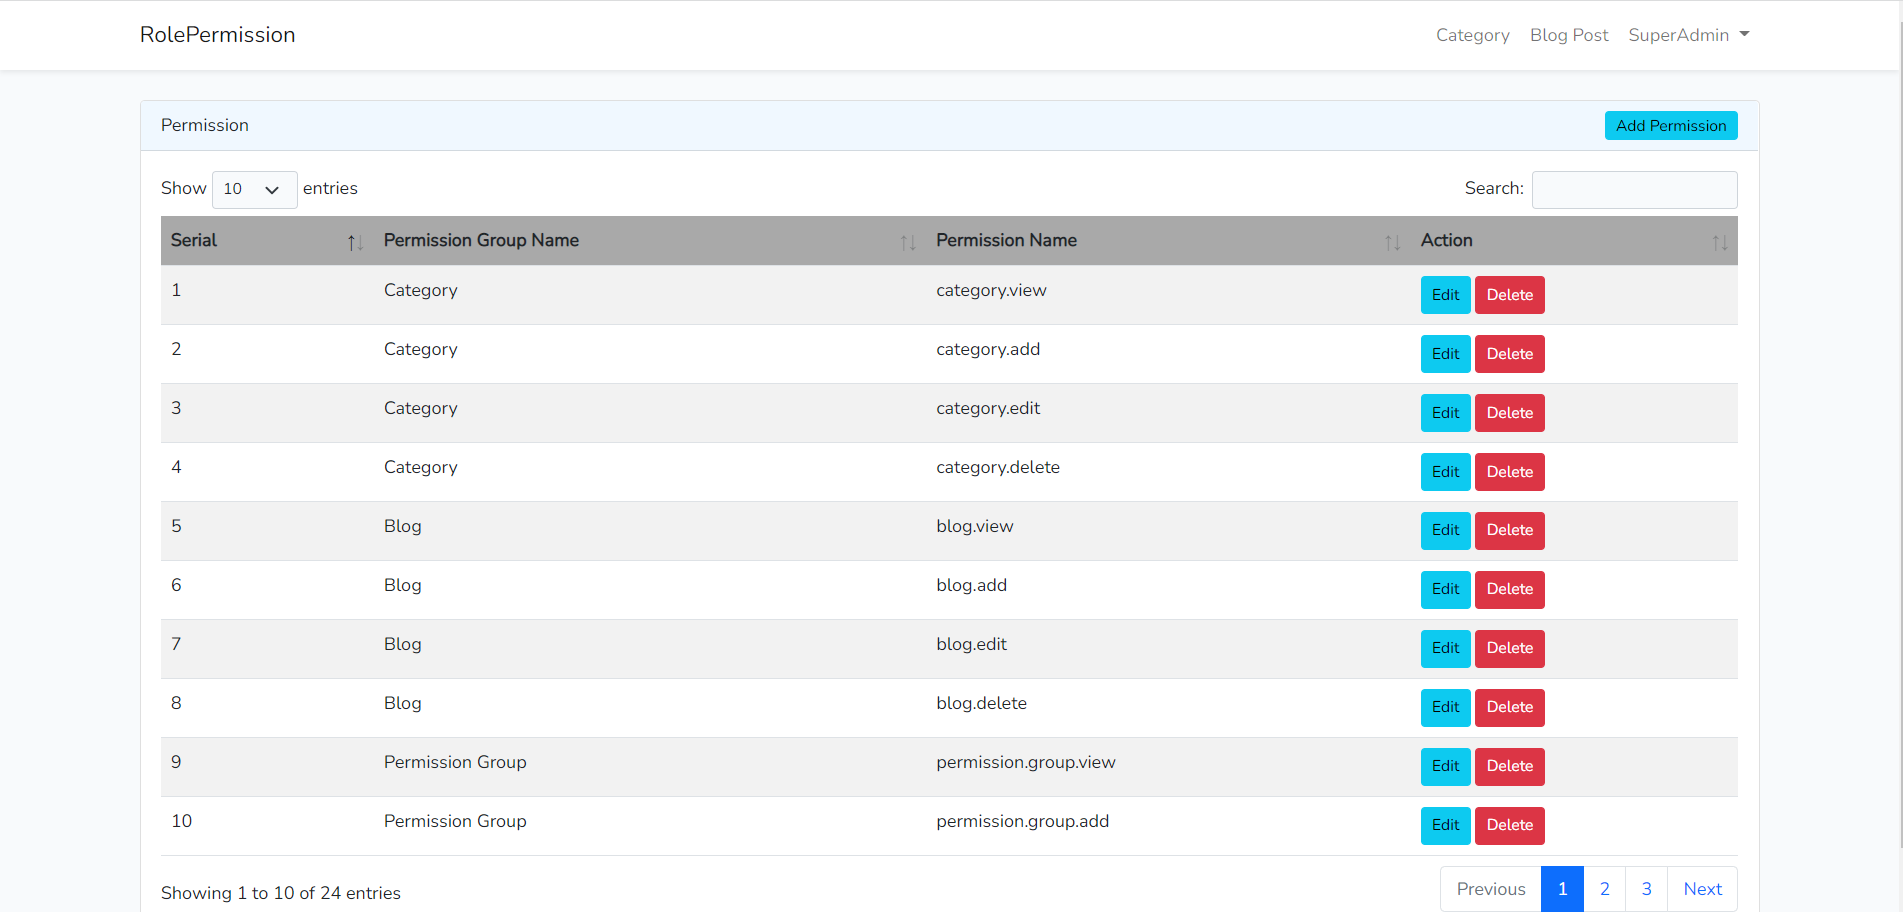 RolePermission Category Blog Post SuperAdmin
Permission Add Permission
Show 10 entries Search:
Serial Permission Group Name Permission Name Action
1 Category category.view Edit Delete
2 Category category.add Edit Delete
3 Category category.edit Edit Delete
4 Category category.delete Edit Delete
5 Blog blog.view Edit Delete
6 Blog blog.add Edit Delete
7 Blog blog.edit Edit Delete
8 Blog blog.delete Edit Delete
9 Permission Group permission.group.view Edit Delete
10 Permission Group permission.group.add Edit Delete
Showing 1 to 10 of 24 entries Previous 1 2 3 Next